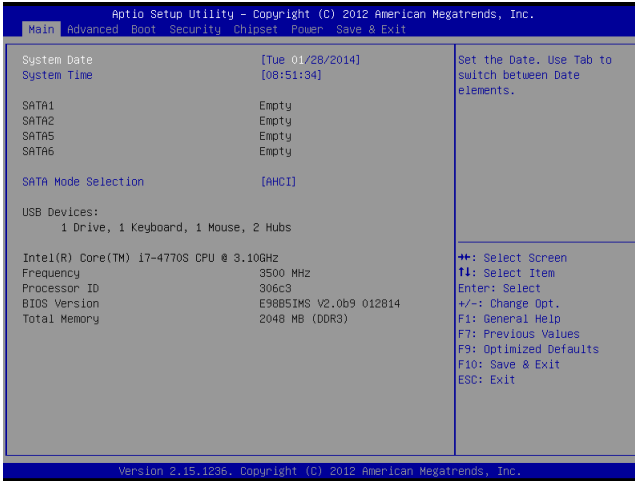 Aptio Setup Utility – Copyright (C) 2012 American Megatrends, Inc.
Main Advanced Boot Security Chipset Power Save & Exit
System Date [Tue 01/28/2014]
System Time [08:51:34]
SATA1 Empty
SATA2 Empty
SATA5 Empty
SATA6 Empty
SATA Mode Selection [AHCI]
USB Devices:
1 Drive, 1 Keyboard, 1 Mouse, 2 Hubs
Intel(R) Core(TM) i7-4770S CPU @ 3.10GHz
Frequency 3500 MHz
Processor ID 306c3
BIOS Version E98B5IMS V2.0b9 012814
Total Memory 2048 MB (DDR3)
Set the Date. Use Tab to
switch between Date
elements.
→←: Select Screen
↑↓: Select Item
Enter: Select
+/-: Change Opt.
F1: General Help
F7: Previous Values
F9: Optimized Defaults
F10: Save & Exit
ESC: Exit
Version 2.15.1236. Copyright (C) 2012 American Megatrends, Inc.